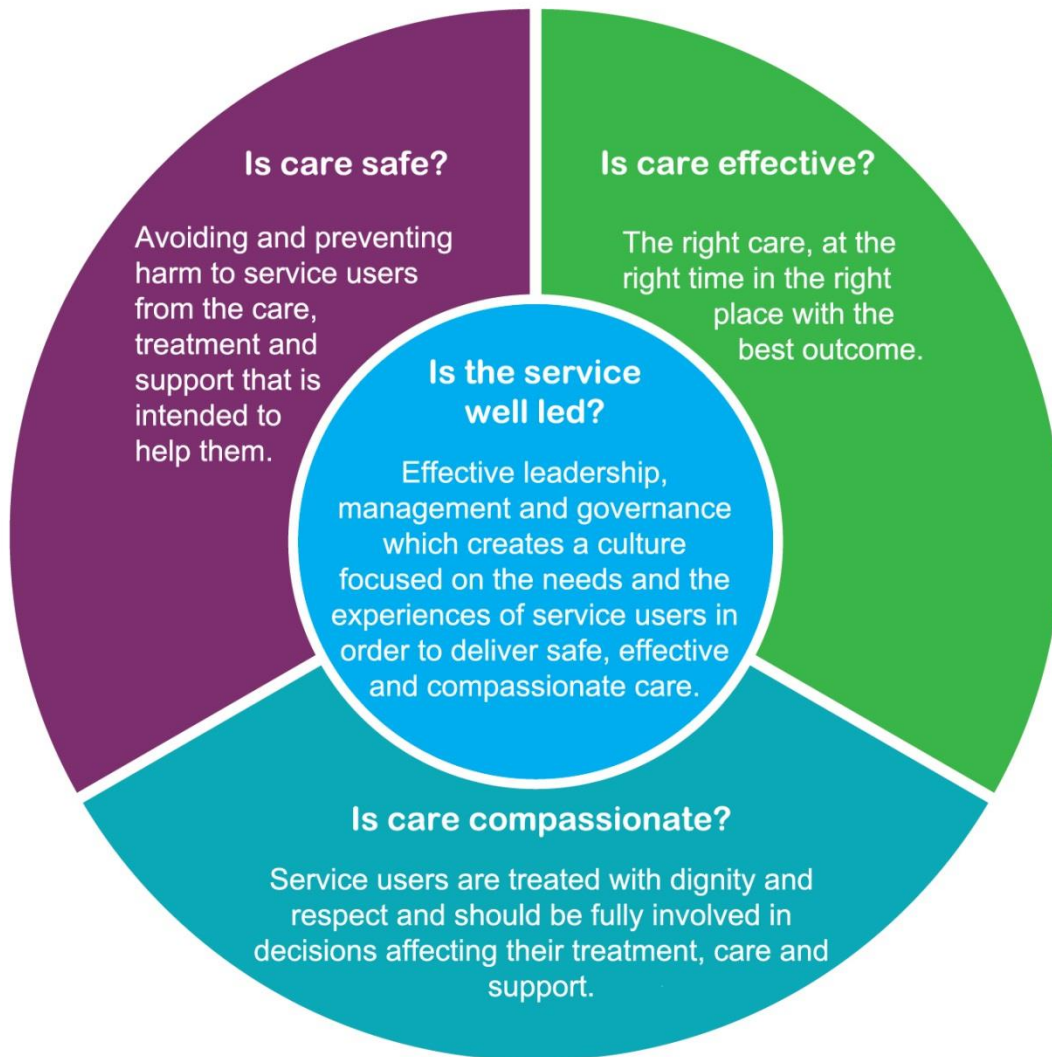 Is care safe?
Avoiding and preventing
harm to service users
from the care,
treatment and
support that is
intended to
help them.
Is care effective?
The right care, at the
right time in the right
place with the
best outcome.
Is the service
well led?
Effective leadership,
management and governance
which creates a culture
focused on the needs and the
experiences of service users in
order to deliver safe, effective
and compassionate care.
Is care compassionate?
Service users are treated with dignity and
respect and should be fully involved in
decisions affecting their treatment, care and
support.